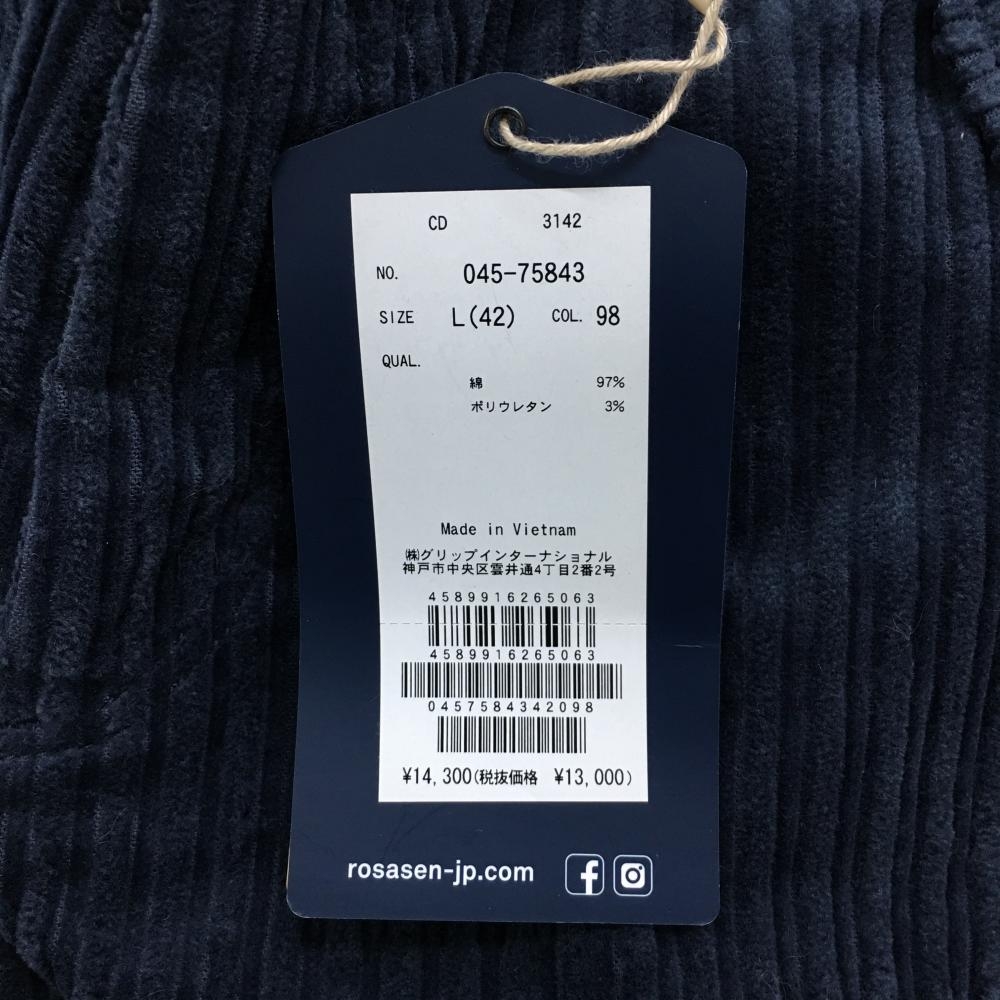 CD 3142
NO. 045-75843
SIZE L(42) COL. 98
QUAL.
綿 97%
ポリウレタン 3%
Made in Vietnam
㈱グリップインターナショナル
神戸市中央区雲井通4丁目2番2号
4589916265063
4589916265063
0457584342098
¥14,300(税抜価格 ¥13,000)
rosasen-jp.com